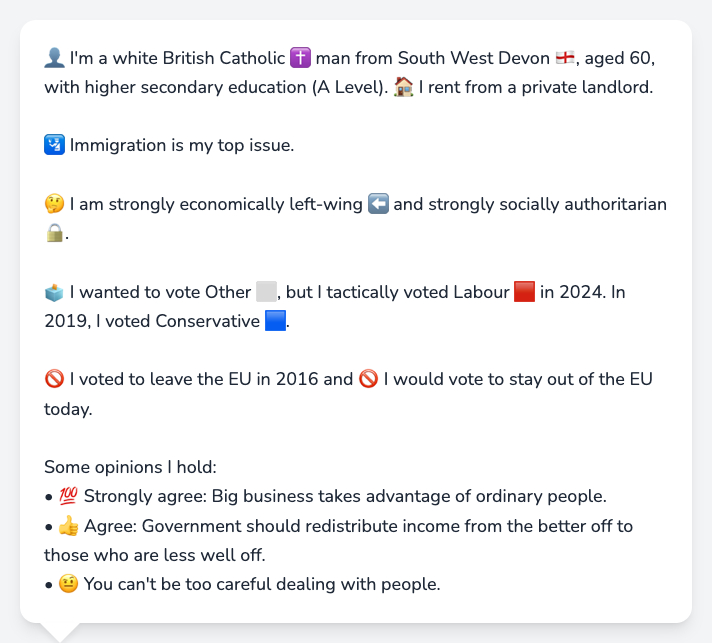 👤 I'm a white British Catholic ✝️ man from South West Devon 🏴󠁧󠁢󠁥󠁮󠁧󠁿, aged 60,
with higher secondary education (A Level). 🏠 I rent from a private landlord.
🛂 Immigration is my top issue.
🤔 I am strongly economically left-wing ⬅️ and strongly socially authoritarian
🔒.
🗳️ I wanted to vote Other ⬜, but I tactically voted Labour 🟥 in 2024. In
2019, I voted Conservative 🟦.
🚫 I voted to leave the EU in 2016 and 🚫 I would vote to stay out of the EU
today.
Some opinions I hold:
• 💯 Strongly agree: Big business takes advantage of ordinary people.
• 👍 Agree: Government should redistribute income from the better off to
those who are less well off.
• 🤨 You can't be too careful dealing with people.